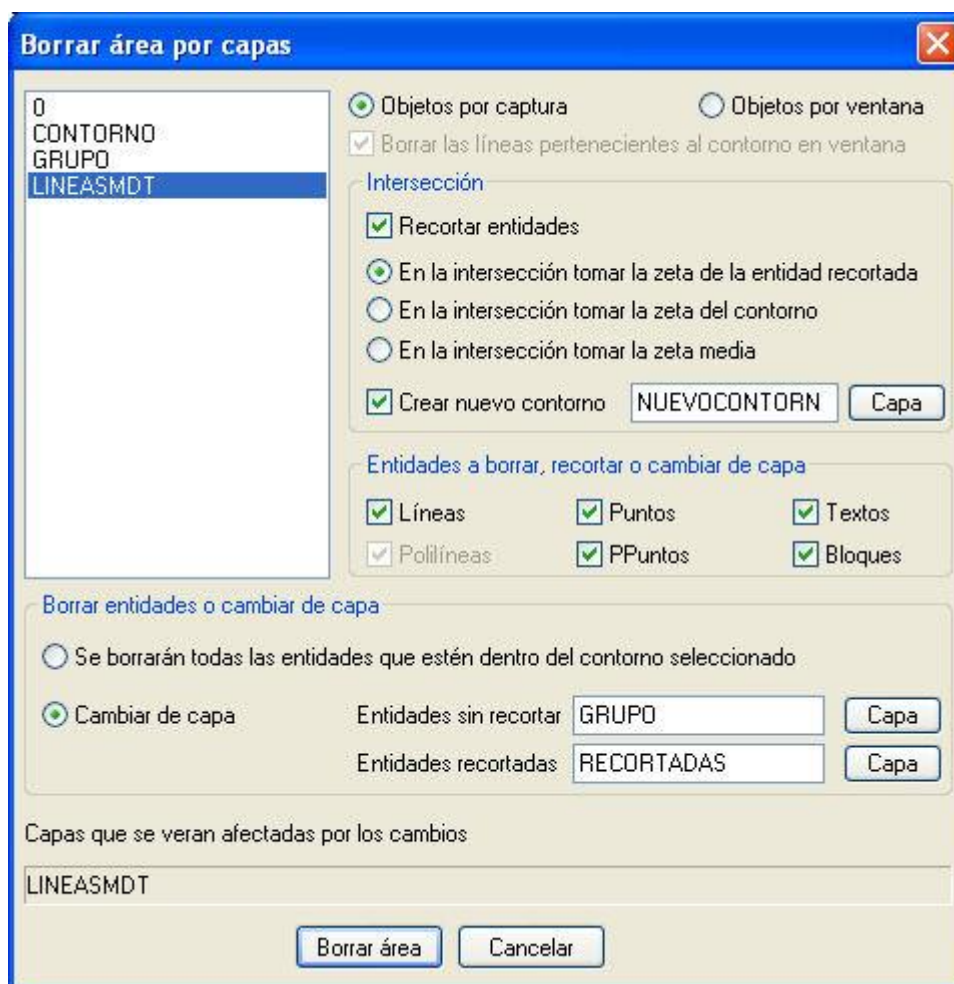 Borrar área por capas
0
CONTORNO
GRUPO
LINEASMDT
Objetos por captura Objetos por ventana
Borrar las líneas pertenecientes al contorno en ventana
Intersección
Recortar entidades
En la intersección tomar la zeta de la entidad recortada
En la intersección tomar la zeta del contorno
En la intersección tomar la zeta media
Crear nuevo contorno NUEVOCONTORN Capa
Entidades a borrar, recortar o cambiar de capa
Líneas Puntos Textos
Polilíneas PPuntos Bloques
Borrar entidades o cambiar de capa
Se borrarán todas las entidades que estén dentro del contorno seleccionado
Cambiar de capa Entidades sin recortar GRUPO Capa
Entidades recortadas RECORTADAS Capa
Capas que se veran afectadas por los cambios
LINEASMDT
Borrar área Cancelar